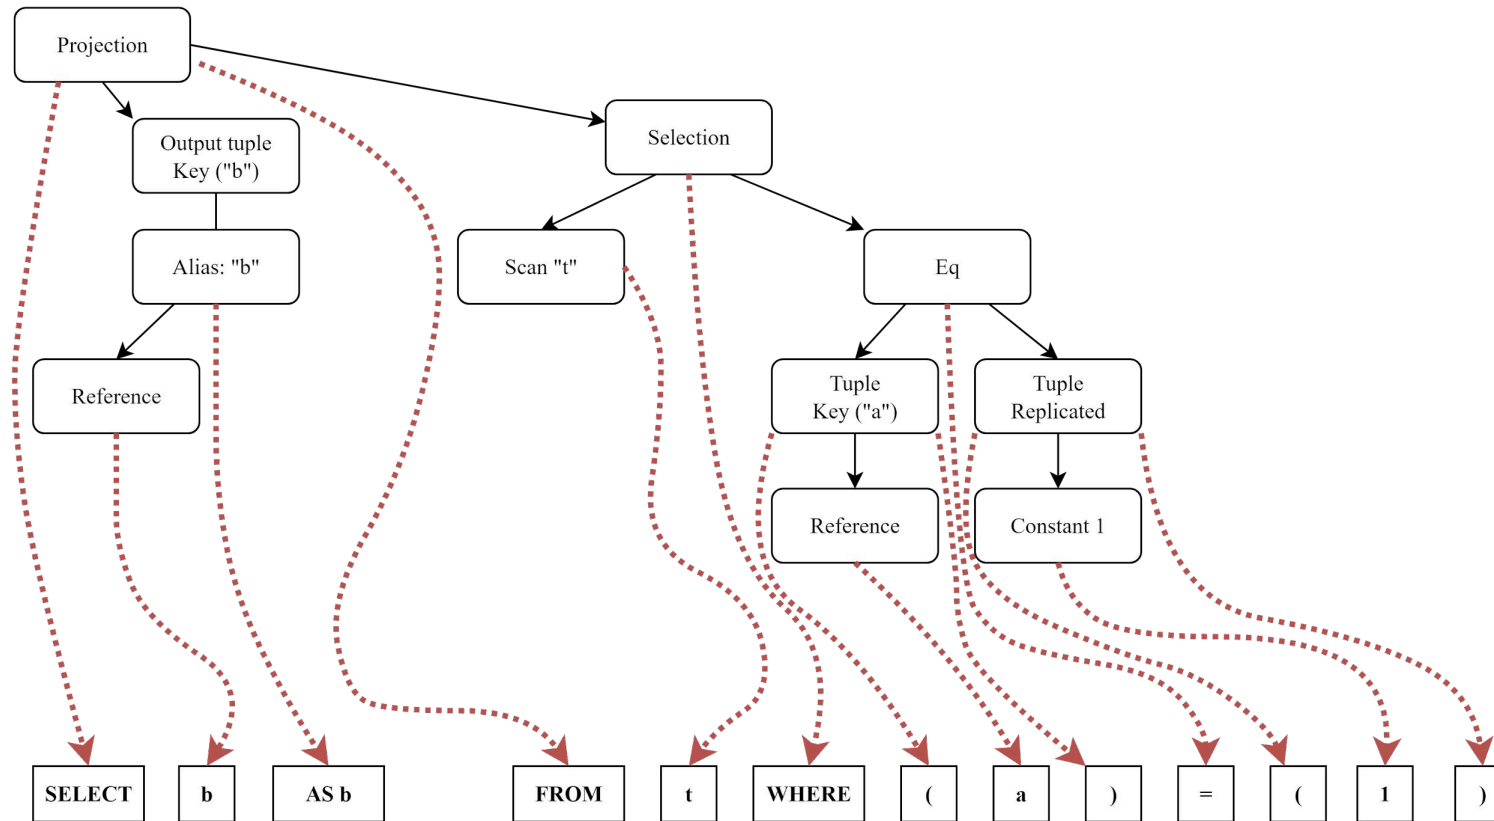 Projection
Selection
Output tuple
Key ("b")
Alias: "b"
Scan "t"
Eq
Reference
Tuple
Key ("a")
Tuple
Replicated
Reference
Constant 1
SELECT
b
AS b
FROM
t
WHERE
(
a
)
=
(
1
)